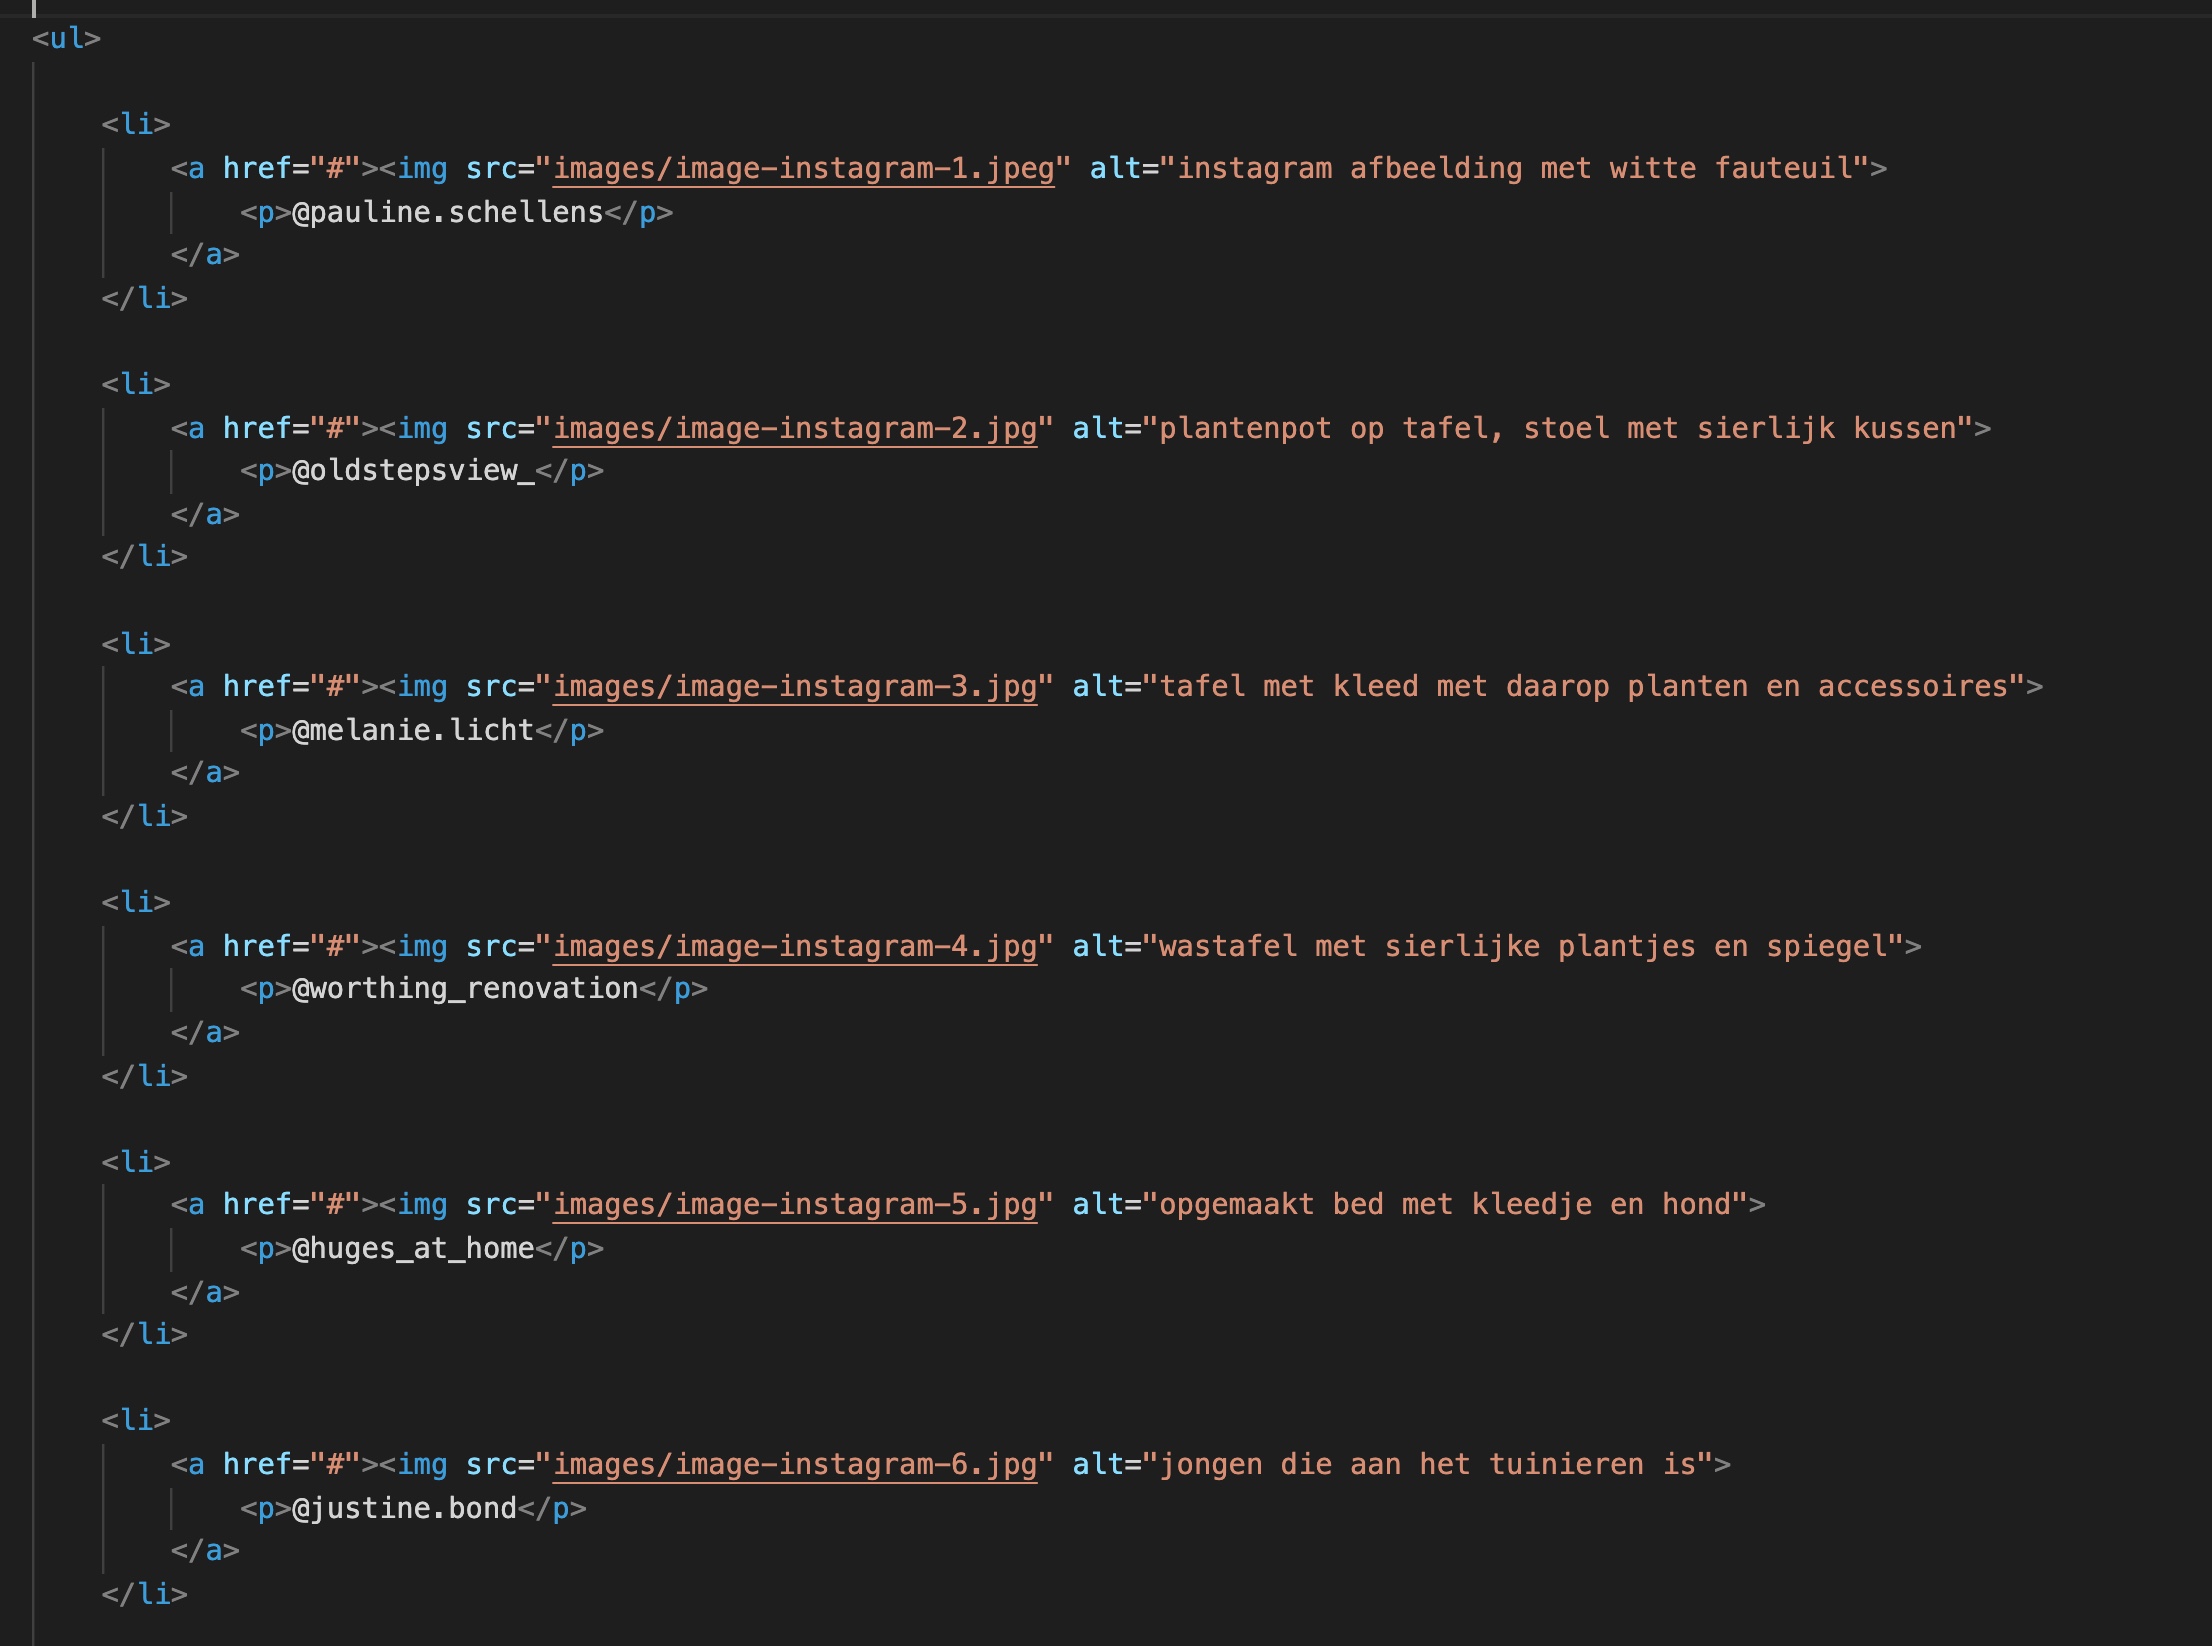 <ul>
<li>
<a href="#"><img src="images/image-instagram-1.jpeg" alt="instagram afbeelding met witte fauteuil">
<p>@pauline.schellens</p>
</a>
</li>
<li>
<a href="#"><img src="images/image-instagram-2.jpg" alt="plantenpot op tafel, stoel met sierlijk kussen">
<p>@oldstepsview_</p>
</a>
</li>
<li>
<a href="#"><img src="images/image-instagram-3.jpg" alt="tafel met kleed met daarop planten en accessoires">
<p>@melanie.licht</p>
</a>
</li>
<li>
<a href="#"><img src="images/image-instagram-4.jpg" alt="wastafel met sierlijke plantjes en spiegel">
<p>@worthing_renovation</p>
</a>
</li>
<li>
<a href="#"><img src="images/image-instagram-5.jpg" alt="opgemaakt bed met kleedje en hond">
<p>@huges_at_home</p>
</a>
</li>
<li>
<a href="#"><img src="images/image-instagram-6.jpg" alt="jongen die aan het tuinieren is">
<p>@justine.bond</p>
</a>
</li>